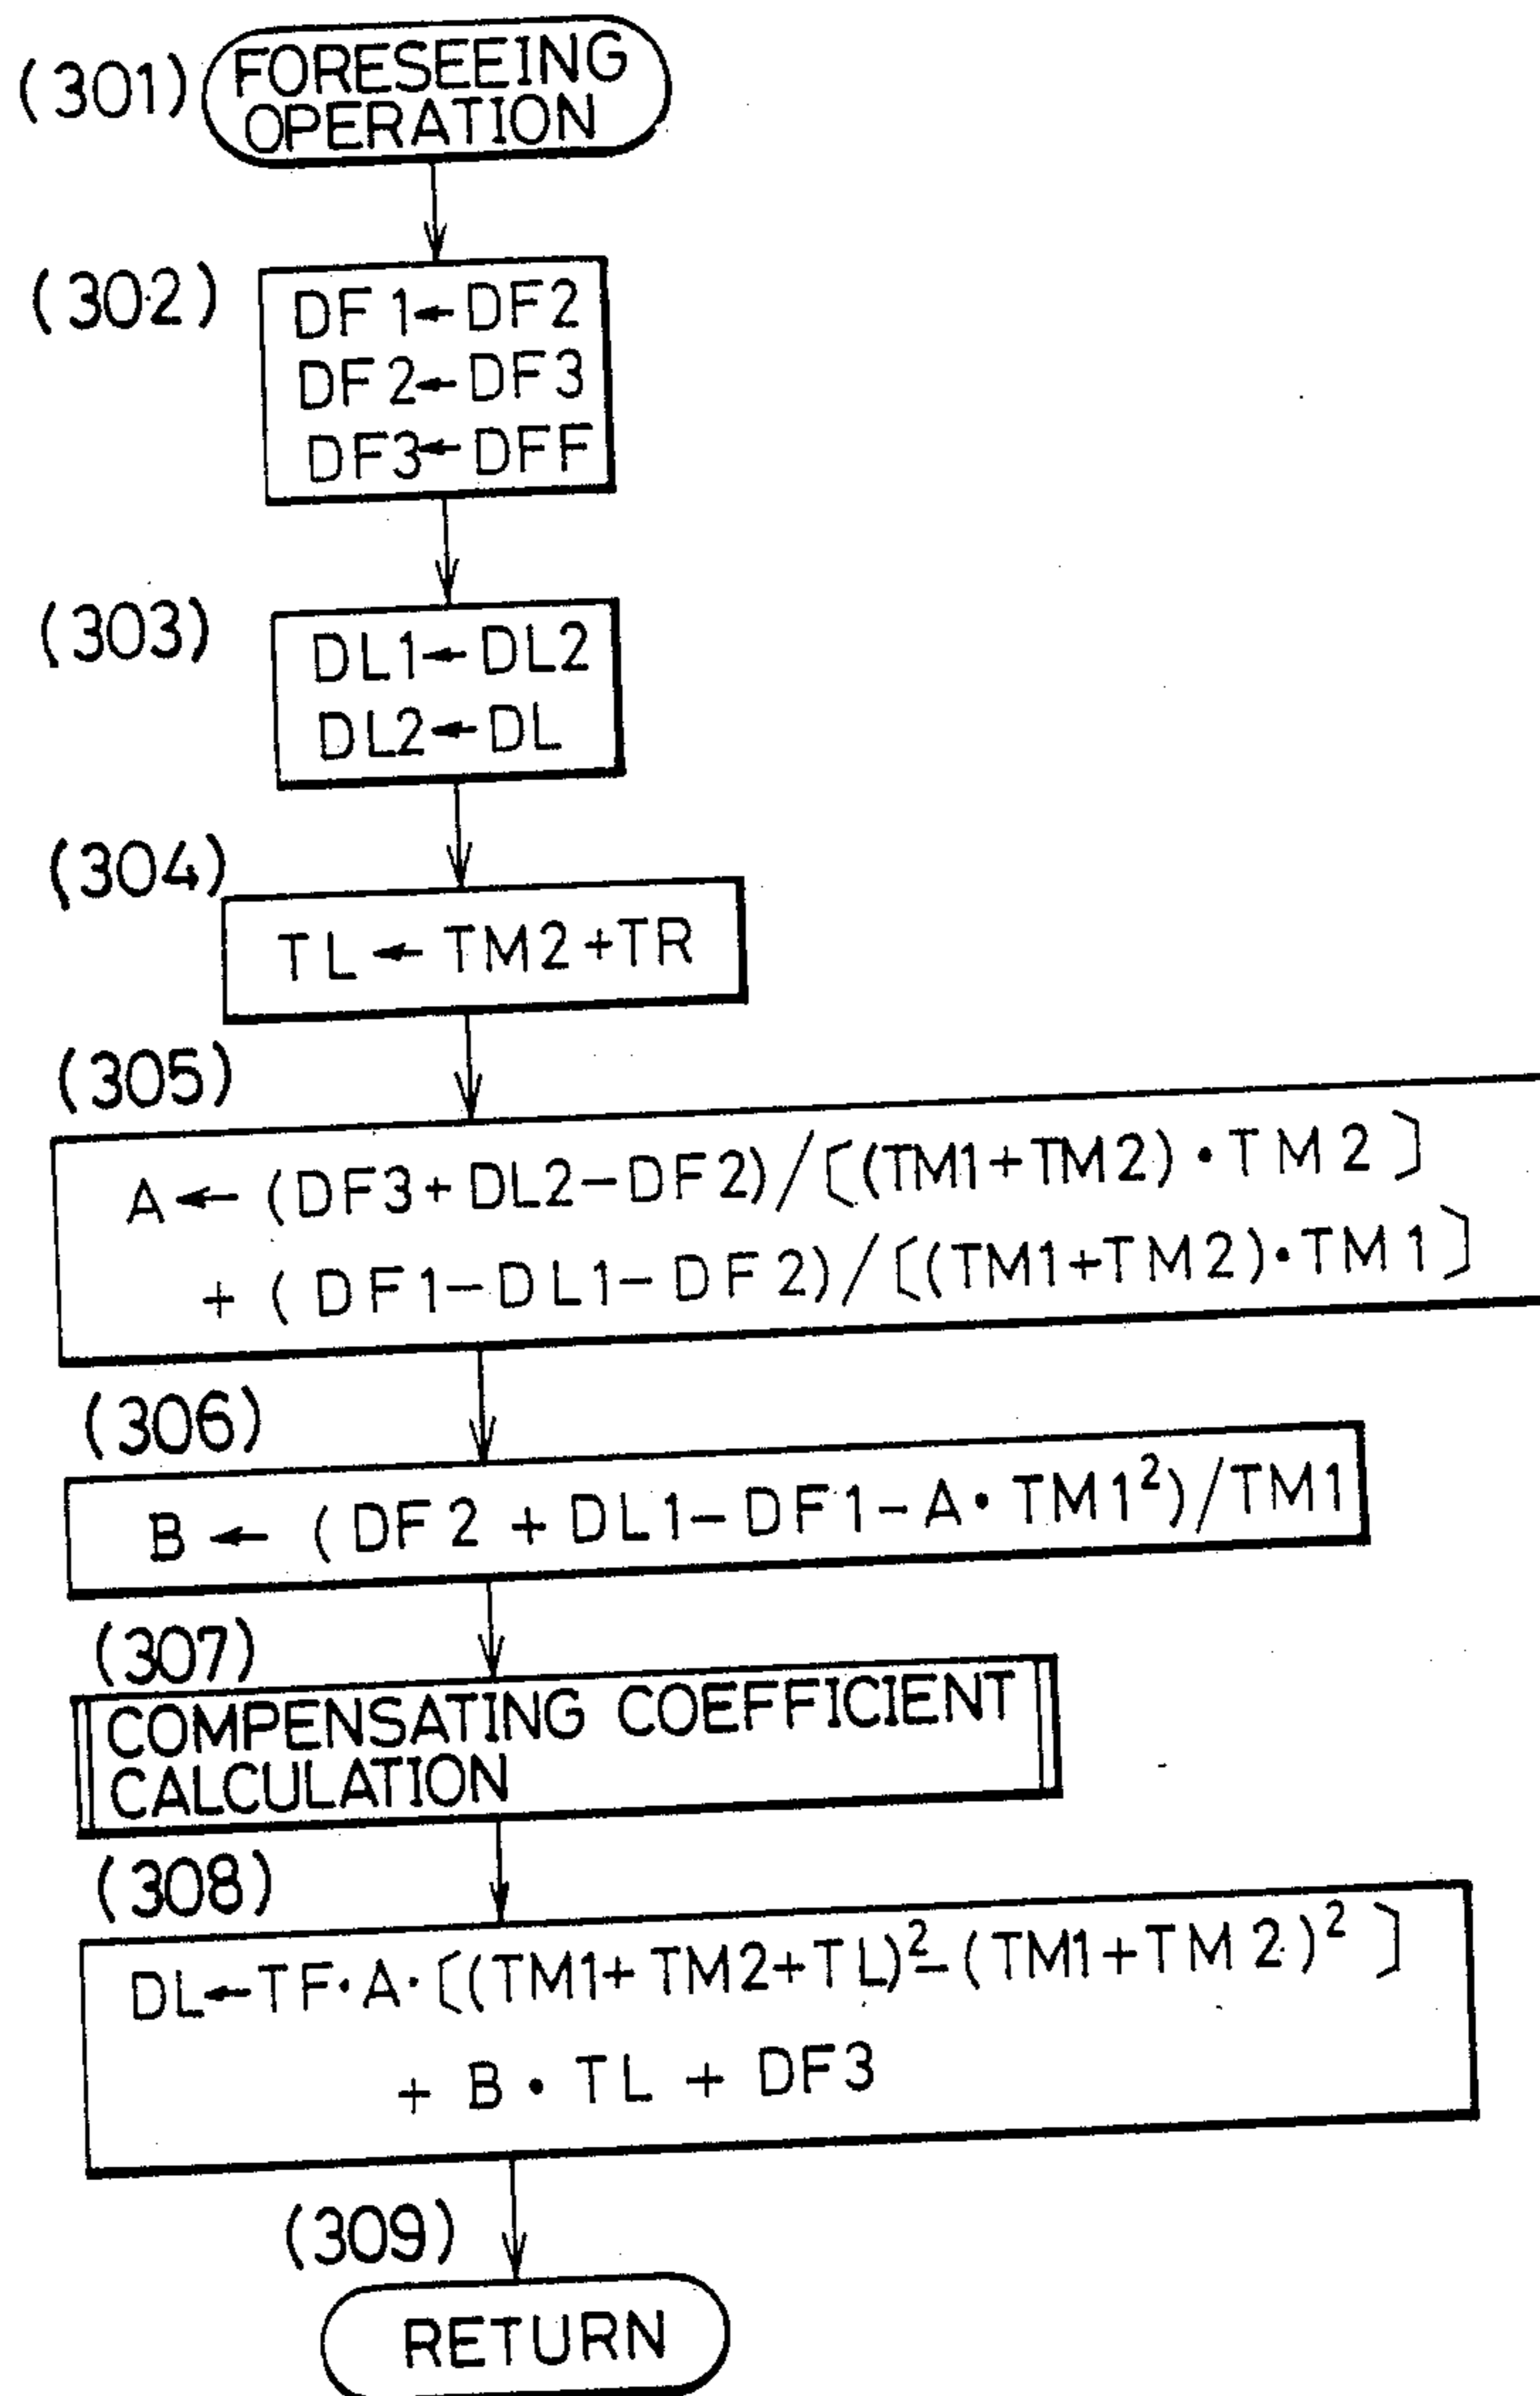 (301) FORESEEING
OPERATION
(302)
DF1←DF2
DF2←DF3
DF3←DFF
(303)
DL1←DL2
DL2←DL
(304)
TL←TM2+TR
(305)
A←(DF3+DL2-DF2)/〔(TM1+TM2)・TM2〕
+(DF1-DL1-DF2)/〔(TM1+TM2)・TM1〕
(306)
B←(DF2+DL1-DF1-A・TM1²)/TM1
(307)
COMPENSATING COEFFICIENT
CALCULATION
(308)
DL←TF・A・〔(TM1+TM2+TL)²-(TM1+TM2)²〕
+B・TL+DF3
(309)
RETURN